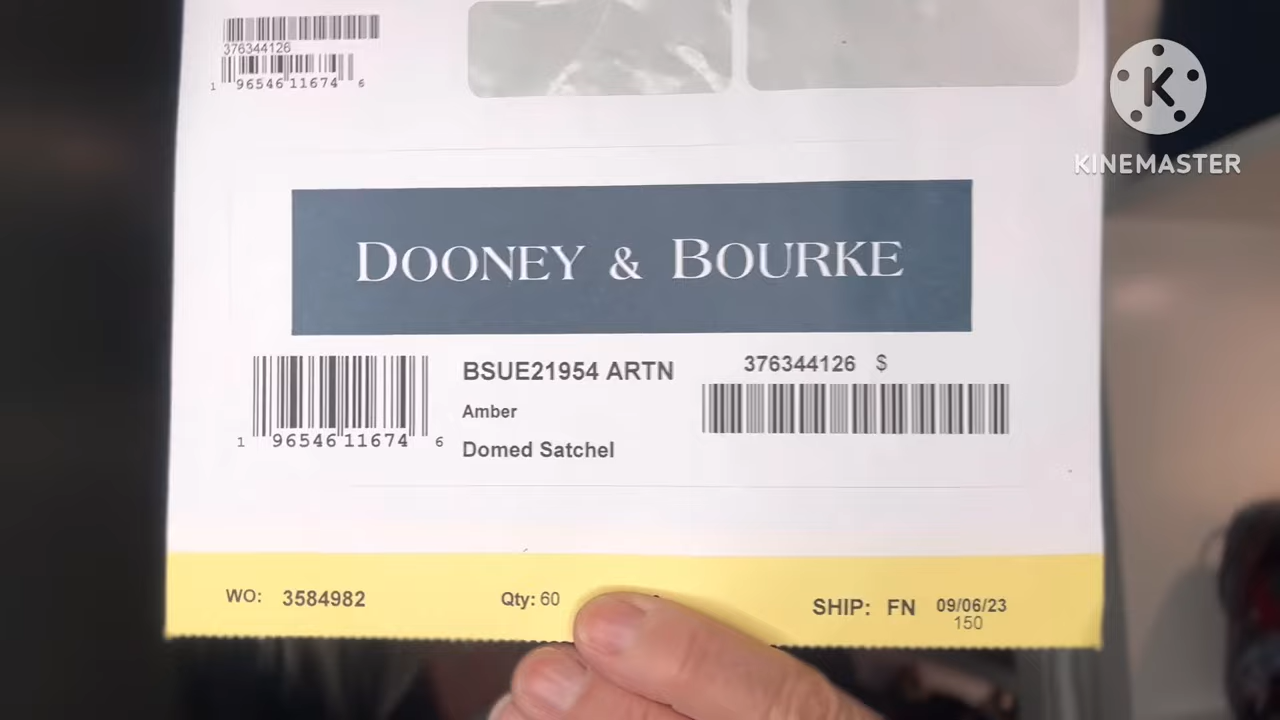 376344126
1 96546 11674 6
KINEMASTER
DOONEY & BOURKE
BSUE21954 ARTN
376344126 $
Amber
1 96546 11674 6
Domed Satchel
WO: 3584982
Qty: 60
SHIP: FN 09/06/23
150